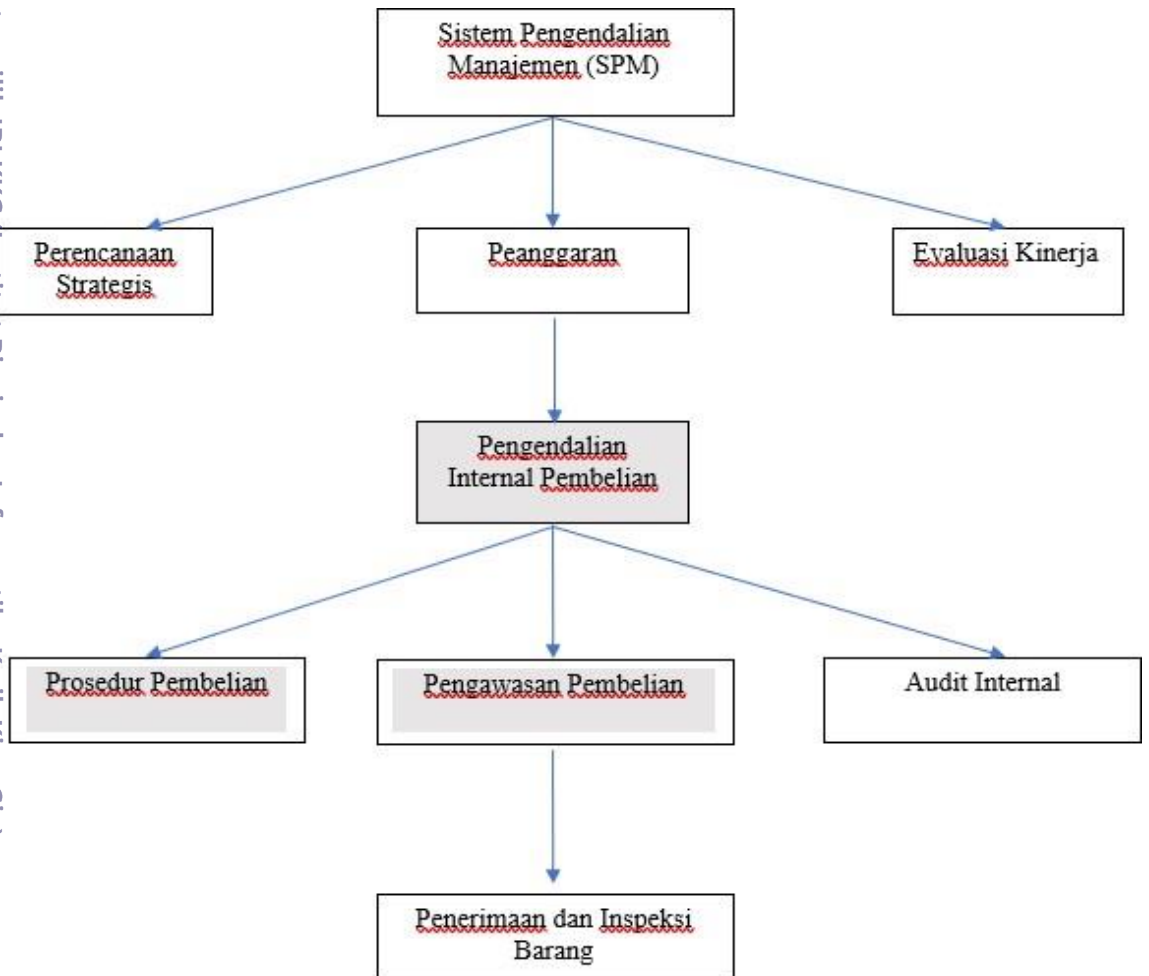 Sistem Pengendalian
Manajemen (SPM)
Perencanaan
Strategis
Peanggaran
Evaluasi Kinerja
Pengendalian
Internal Pembelian
Prosedur Pembelian
Pengawasan Pembelian
Audit Internal
Penerimaan dan Inspeksi
Barang